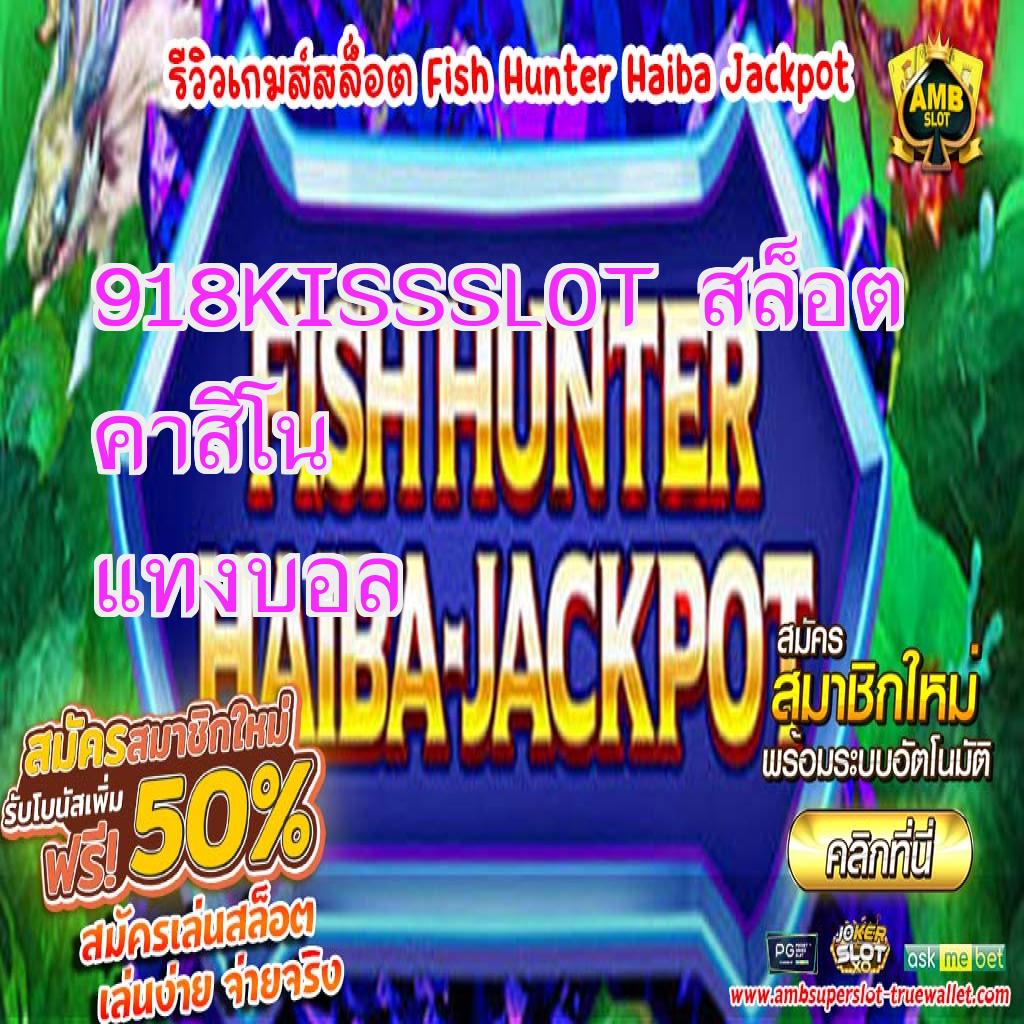 รีวิวเกมส์สล็อต Fish Hunter Haiba Jackpot
AMB
SLOT
918KISSSLOT สล็อต
คาสิโน
แทงบอล
FISH HUNTER
HAIBA-JACKPOT
สมัคร
สมาชิกใหม่
พร้อมระบบอัตโนมัติ
คลิกที่นี่
สมัครสมาชิกใหม่
รับโบนัสเพิ่ม
ฟรี! 50%
สมัครเล่นสล็อต
เล่นง่าย จ่ายจริง
PG
JOKER
SLOT
XO
ask me bet
www.ambsuperslot-truewallet.com